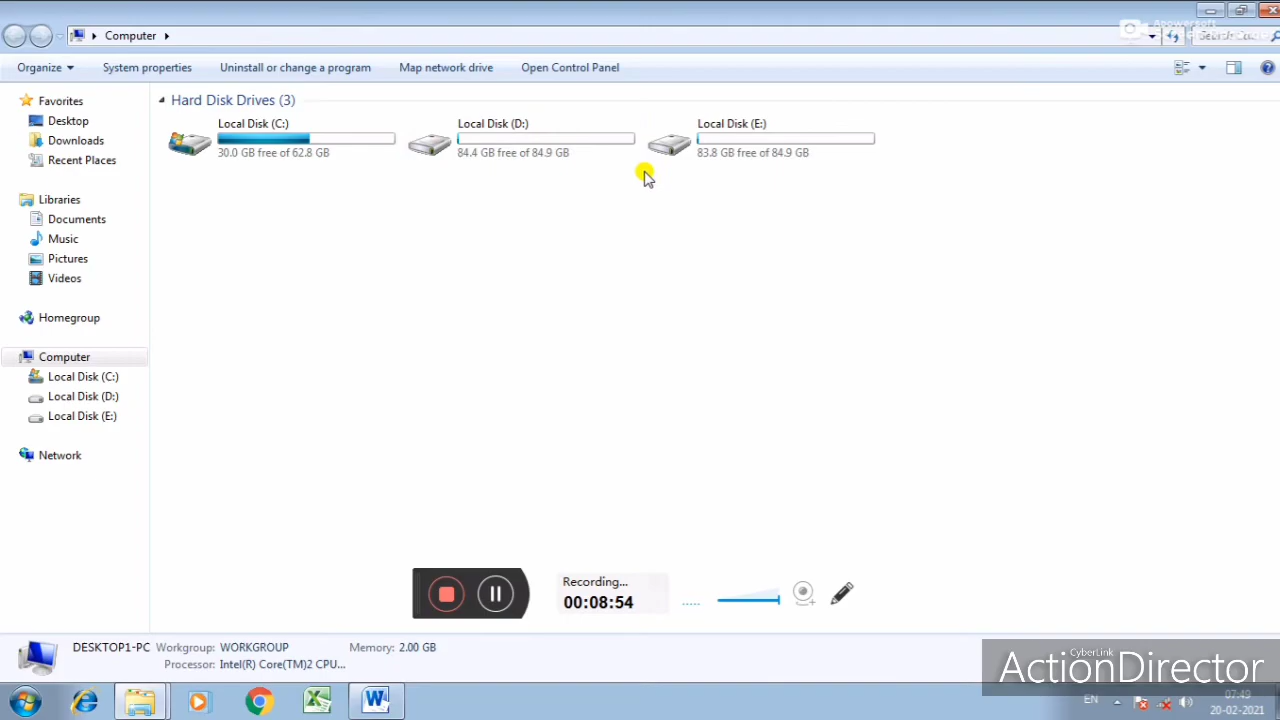 Computer
Apowersoft
Organize
System properties
Uninstall or change a program
Map network drive
Open Control Panel
Favorites
Desktop
Downloads
Recent Places
Libraries
Documents
Music
Pictures
Videos
Homegroup
Computer
Local Disk (C:)
Local Disk (D:)
Local Disk (E:)
Network
Hard Disk Drives (3)
Local Disk (C:)
30.0 GB free of 62.8 GB
Local Disk (D:)
84.4 GB free of 84.9 GB
Local Disk (E:)
83.8 GB free of 84.9 GB
Recording...
00:08:54
DESKTOP1-PC Workgroup: WORKGROUP Memory: 2.00 GB
Processor: Intel(R) Core(TM)2 CPU...
CyberLink
ActionDirector
EN
07:49
20-02-2021